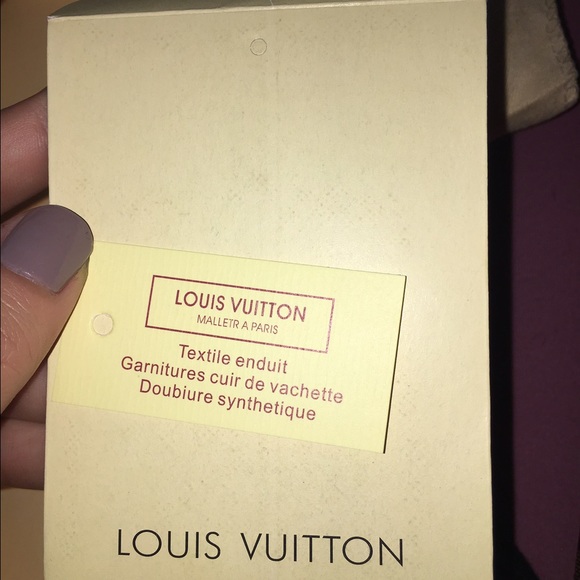 LOUIS VUITTON
MALLETR A PARIS
Textile enduit
Garnitures cuir de vachette
Doubiure synthetique
LOUIS VUITTON